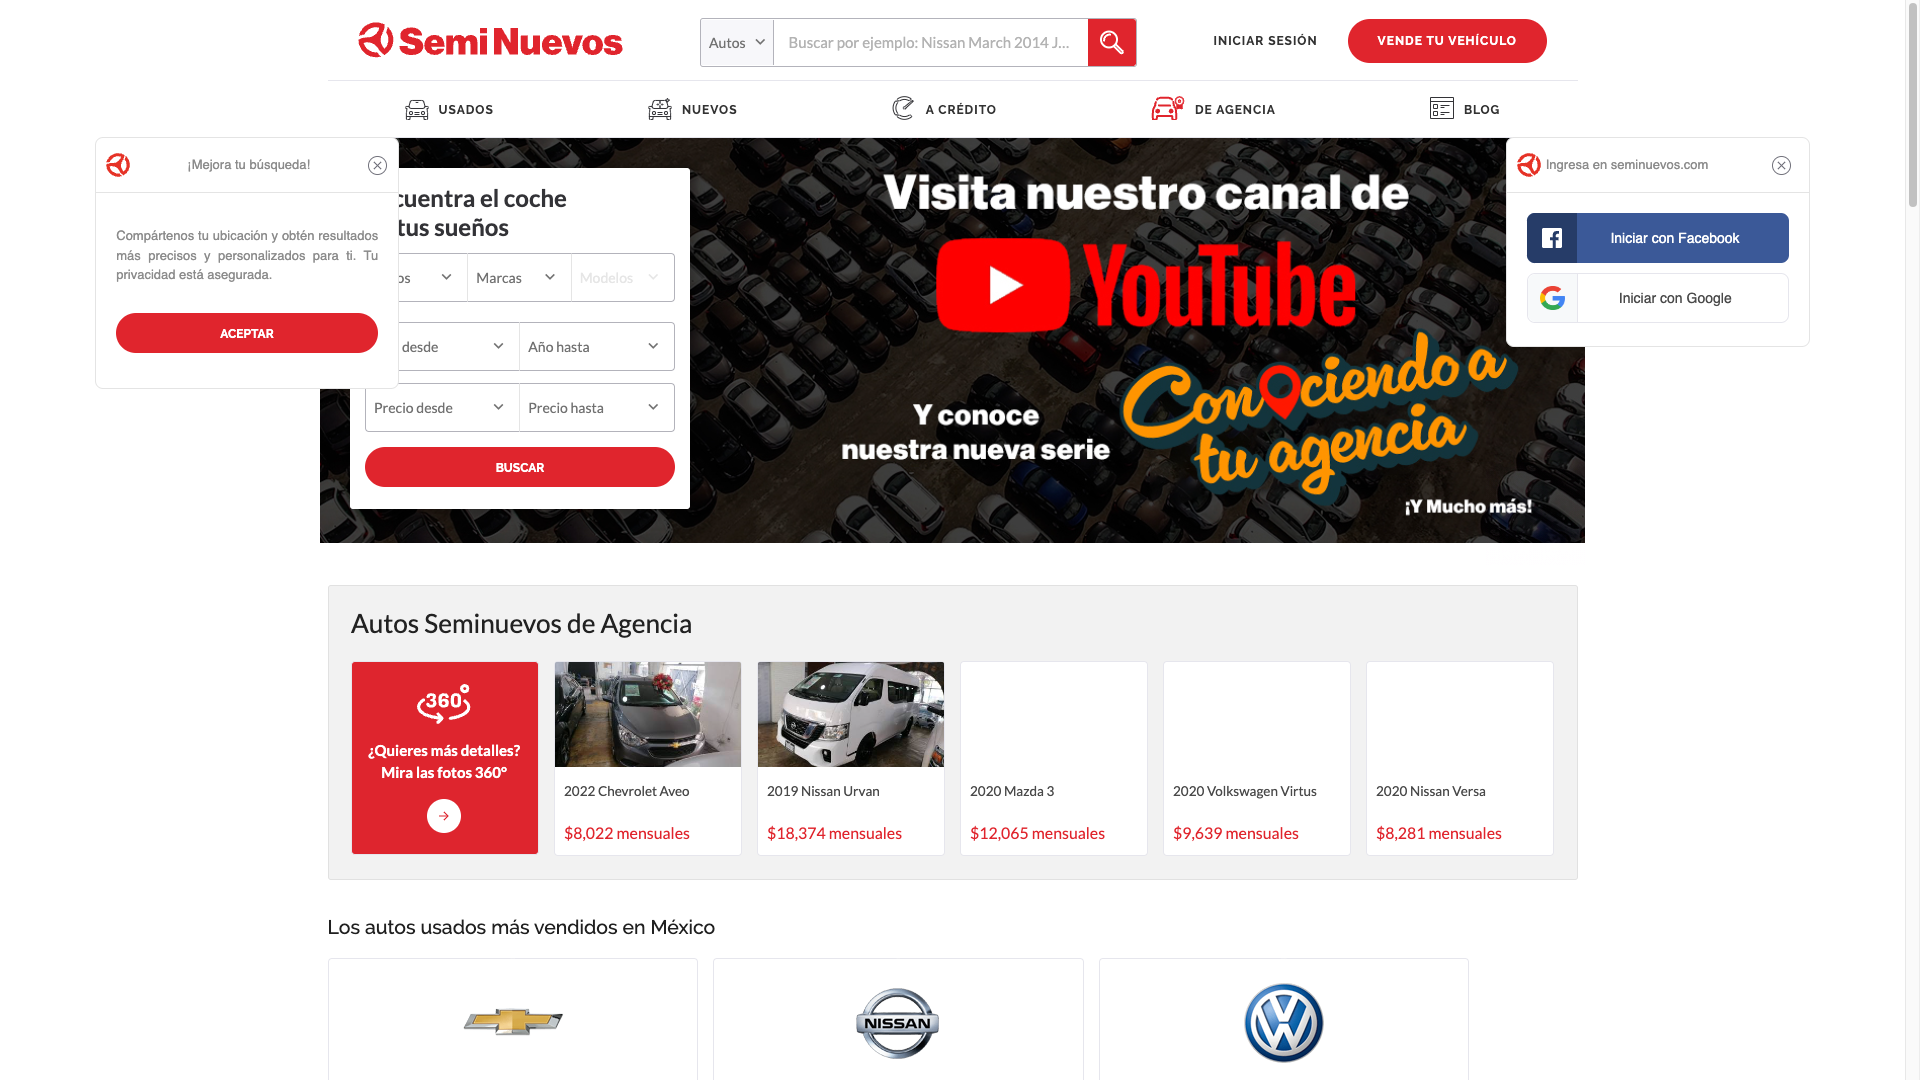 Semi Nuevos
Autos
Buscar por ejemplo: Nissan March 2014 J...
INICIAR SESIÓN
VENDE TU VEHÍCULO
USADOS
NUEVOS
A CRÉDITO
DE AGENCIA
BLOG
¡Mejora tu búsqueda!
Compártenos tu ubicación y obtén resultados
más precisos y personalizados para ti. Tu
privacidad está asegurada.
ACEPTAR
cuentra el coche
tus sueños
os
Marcas
Modelos
desde
Año hasta
Precio desde
Precio hasta
BUSCAR
Visita nuestro canal de
YouTube
Y conoce
nuestra nueva serie
Conociendo a
tu agencia
¡Y Mucho más!
Ingresa en seminuevos.com
Iniciar con Facebook
Iniciar con Google
Autos Seminuevos de Agencia
360°
¿Quieres más detalles?
Mira las fotos 360°
2022 Chevrolet Aveo
$8,022 mensuales
2019 Nissan Urvan
$18,374 mensuales
2020 Mazda 3
$12,065 mensuales
2020 Volkswagen Virtus
$9,639 mensuales
2020 Nissan Versa
$8,281 mensuales
Los autos usados más vendidos en México
NISSAN